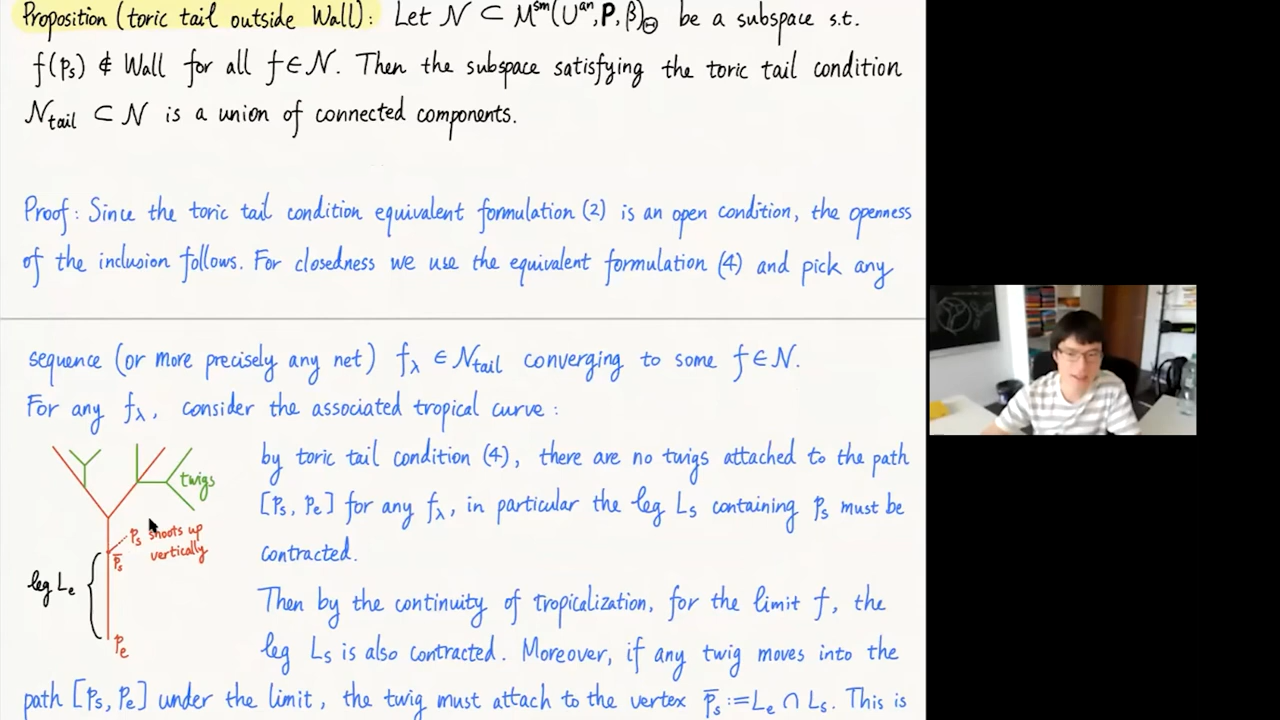 Proposition (toric tail outside Wall): Let N ⊂ M^sm(U^an, P, β)_Θ be a subspace s.t.
f(p_s) ∉ Wall for all f ∈ N. Then the subspace satisfying the toric tail condition
N_tail ⊂ N is a union of connected components.
Proof: Since the toric tail condition equivalent formulation (2) is an open condition, the openness
of the inclusion follows. For closedness we use the equivalent formulation (4) and pick any
sequence (or more precisely any net) f_λ ∈ N_tail converging to some f ∈ N.
For any f_λ, consider the associated tropical curve:
twigs
p_s shoots up
vertically
p̄_s
leg L_e
p_e
by toric tail condition (4), there are no twigs attached to the path
[p_s, p_e] for any f_λ, in particular the leg L_s containing p_s must be
contracted.
Then by the continuity of tropicalization, for the limit f, the
leg L_s is also contracted. Moreover, if any twig moves into the
path [p_s, p_e] under the limit, the twig must attach to the vertex p̄_s := L_e ∩ L_s. This is